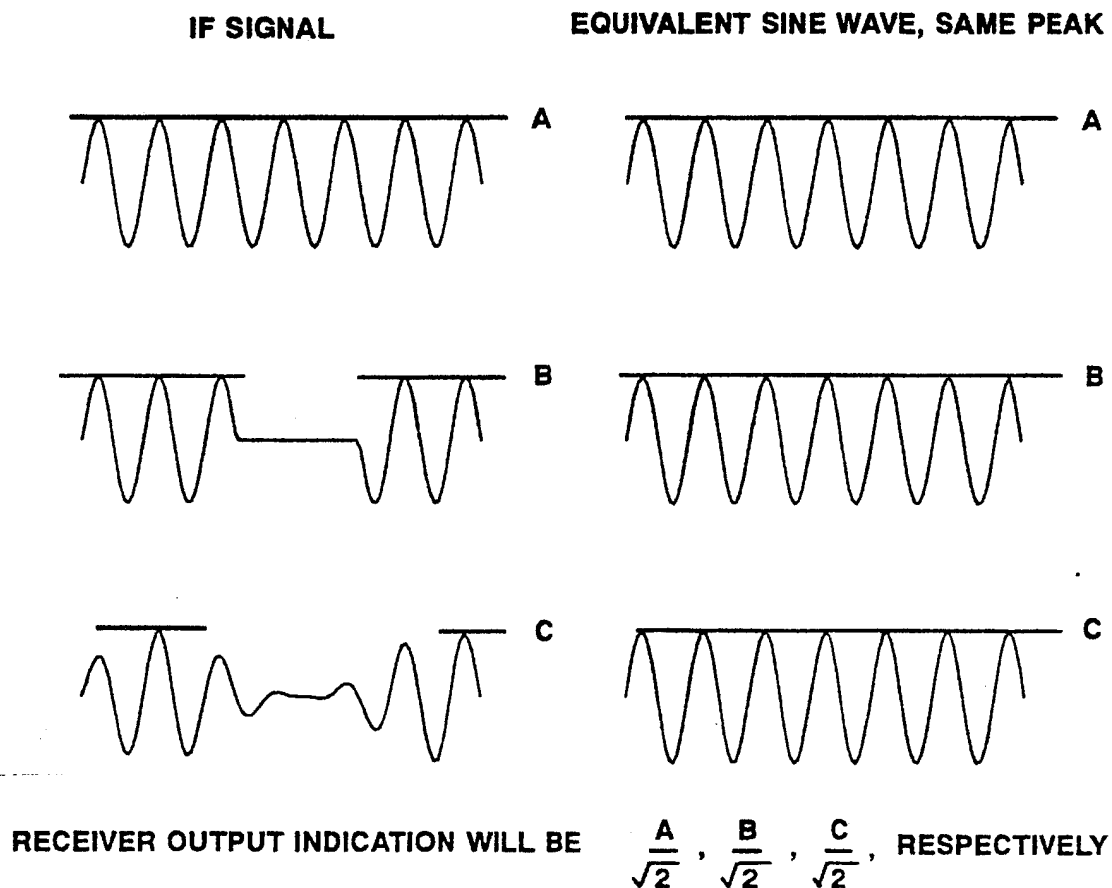 IF SIGNAL
EQUIVALENT SINE WAVE, SAME PEAK
A
A
B
B
C
C
RECEIVER OUTPUT INDICATION WILL BE A/√2 , B/√2 , C/√2 , RESPECTIVELY